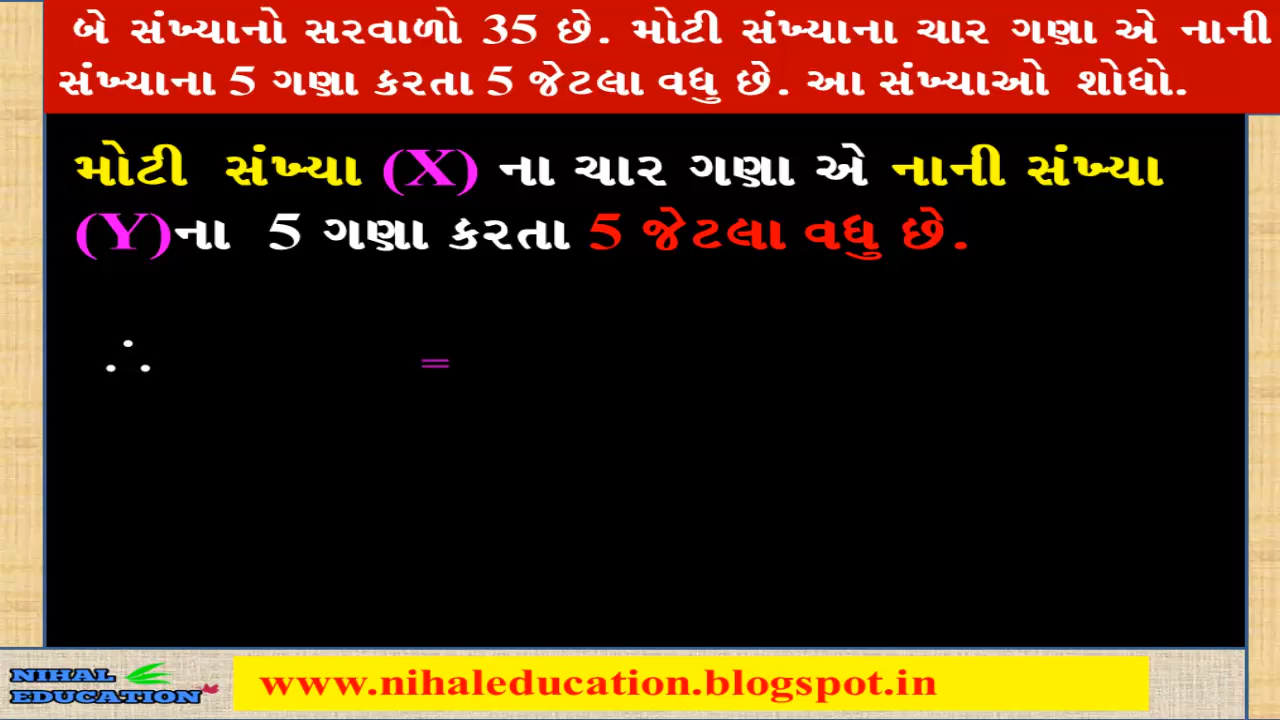 બે સંખ્યાનો સરવાળો 35 છે. મોટી સંખ્યાના ચાર ગણા એ નાની
સંખ્યાના 5 ગણા કરતા 5 જેટલા વધુ છે. આ સંખ્યાઓ શોધો.
મોટી સંખ્યા (X) ના ચાર ગણા એ નાની સંખ્યા
(Y)ના 5 ગણા કરતા 5 જેટલા વધુ છે.
∴ =
NIHAL
EDUCATION
www.nihaleducation.blogspot.in